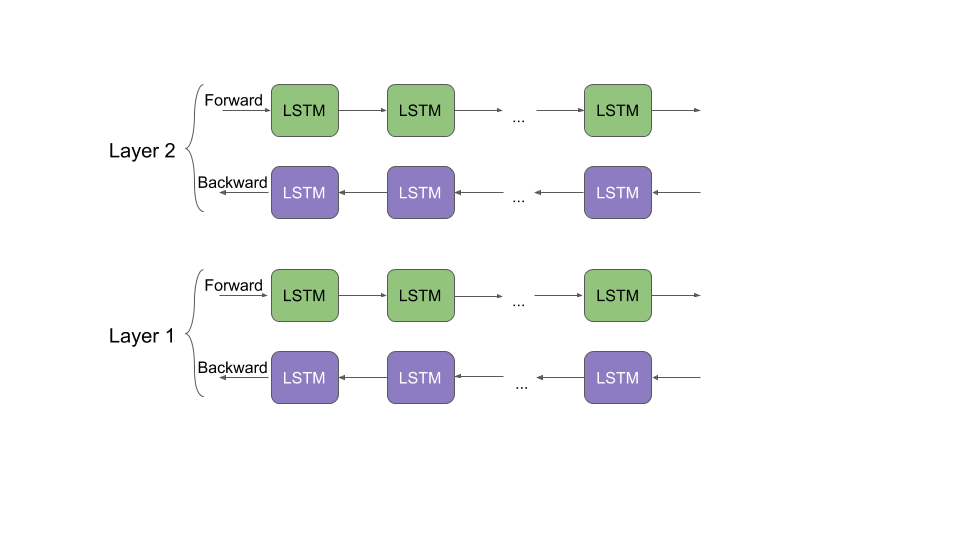 Forward
LSTM LSTM ... LSTM
Layer 2
Backward
LSTM LSTM ... LSTM
Forward
LSTM LSTM ... LSTM
Layer 1
Backward
LSTM LSTM ... LSTM